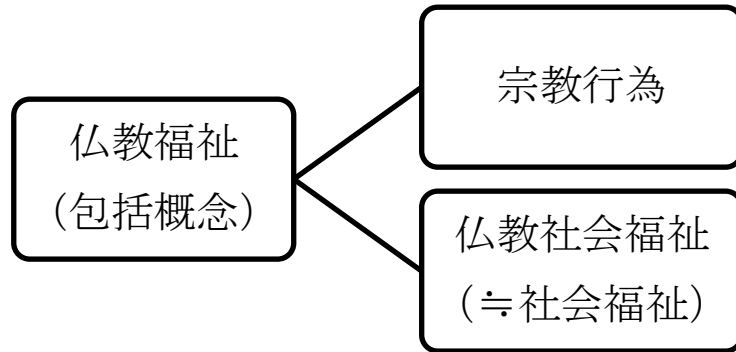 仏教福祉
（包括概念）
宗教行為
仏教社会福祉
（≒社会福祉）